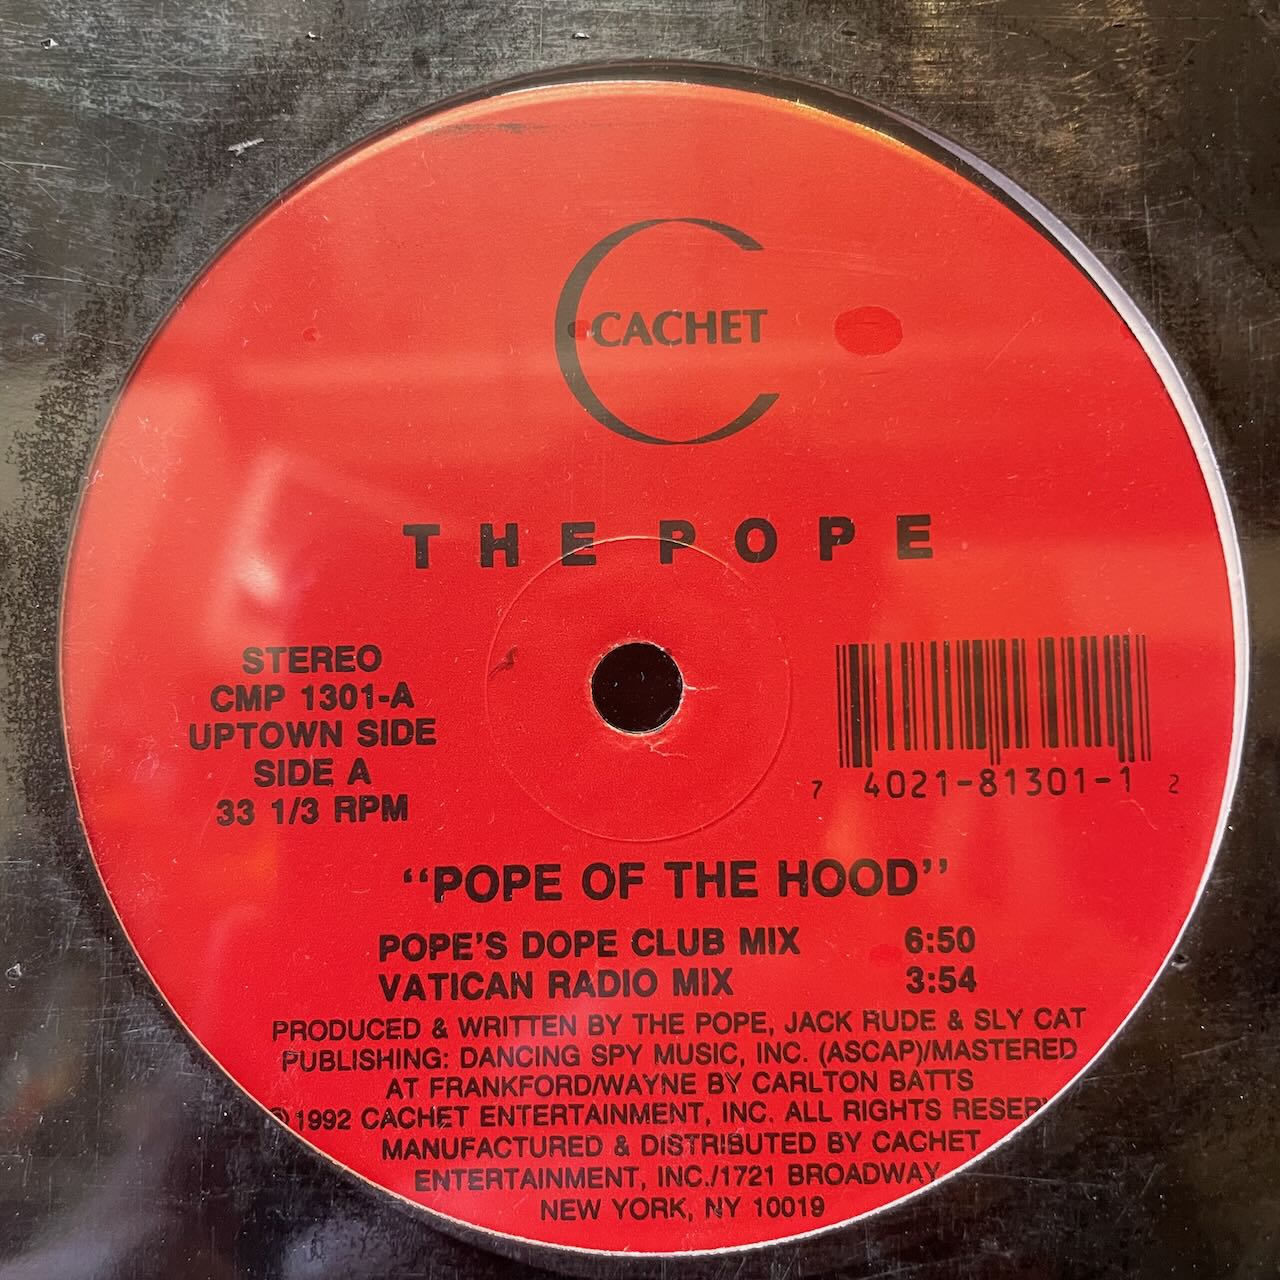 CACHET
THE POPE
STEREO
CMP 1301-A
UPTOWN SIDE
SIDE A
33 1/3 RPM
7 4021-81301-1 2
“POPE OF THE HOOD”
POPE'S DOPE CLUB MIX 6:50
VATICAN RADIO MIX 3:54
PRODUCED & WRITTEN BY THE POPE, JACK RUDE & SLY CAT
PUBLISHING: DANCING SPY MUSIC, INC. (ASCAP)/MASTERED
AT FRANKFORD/WAYNE BY CARLTON BATTS
1992 CACHET ENTERTAINMENT, INC. ALL RIGHTS RESERV
MANUFACTURED & DISTRIBUTED BY CACHET
ENTERTAINMENT, INC./1721 BROADWAY
NEW YORK, NY 10019